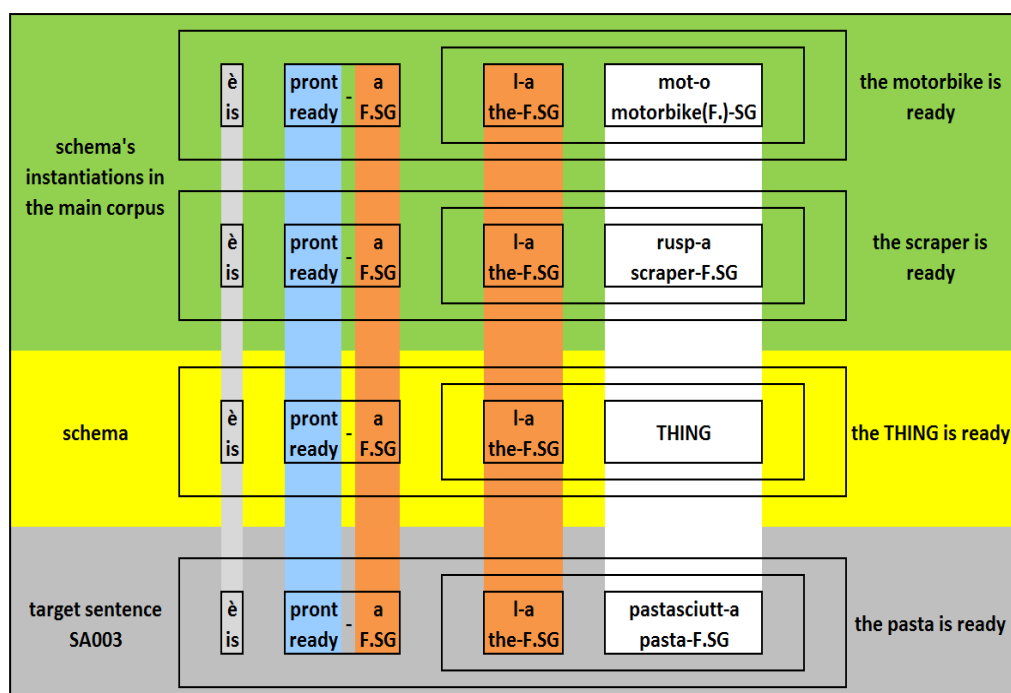 schema's
instantiations in
the main corpus
è pront - a l-a mot-o
is ready F.SG the-F.SG motorbike(F.)-SG
the motorbike is
ready
è pront - a l-a rusp-a
is ready F.SG the-F.SG scraper-F.SG
the scraper is
ready
schema
è pront - a l-a THING
is ready F.SG the-F.SG
the THING is ready
target sentence
SA003
è pront - a l-a pastasciutt-a
is ready F.SG the-F.SG pasta-F.SG
the pasta is ready